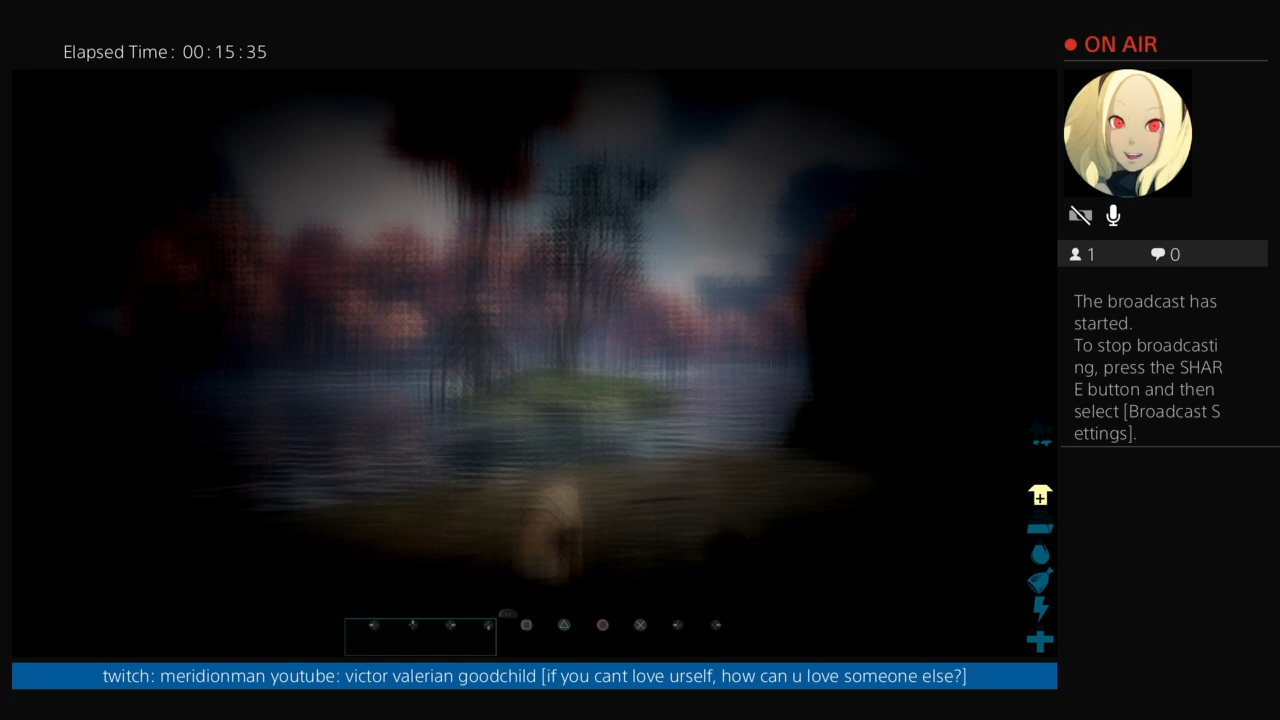 Elapsed Time: 00:15:35
ON AIR
1
0
The broadcast has
started.
To stop broadcasti
ng, press the SHAR
E button and then
select [Broadcast S
ettings].
twitch: meridionman youtube: victor valerian goodchild [if you cant love urself, how can u love someone else?]